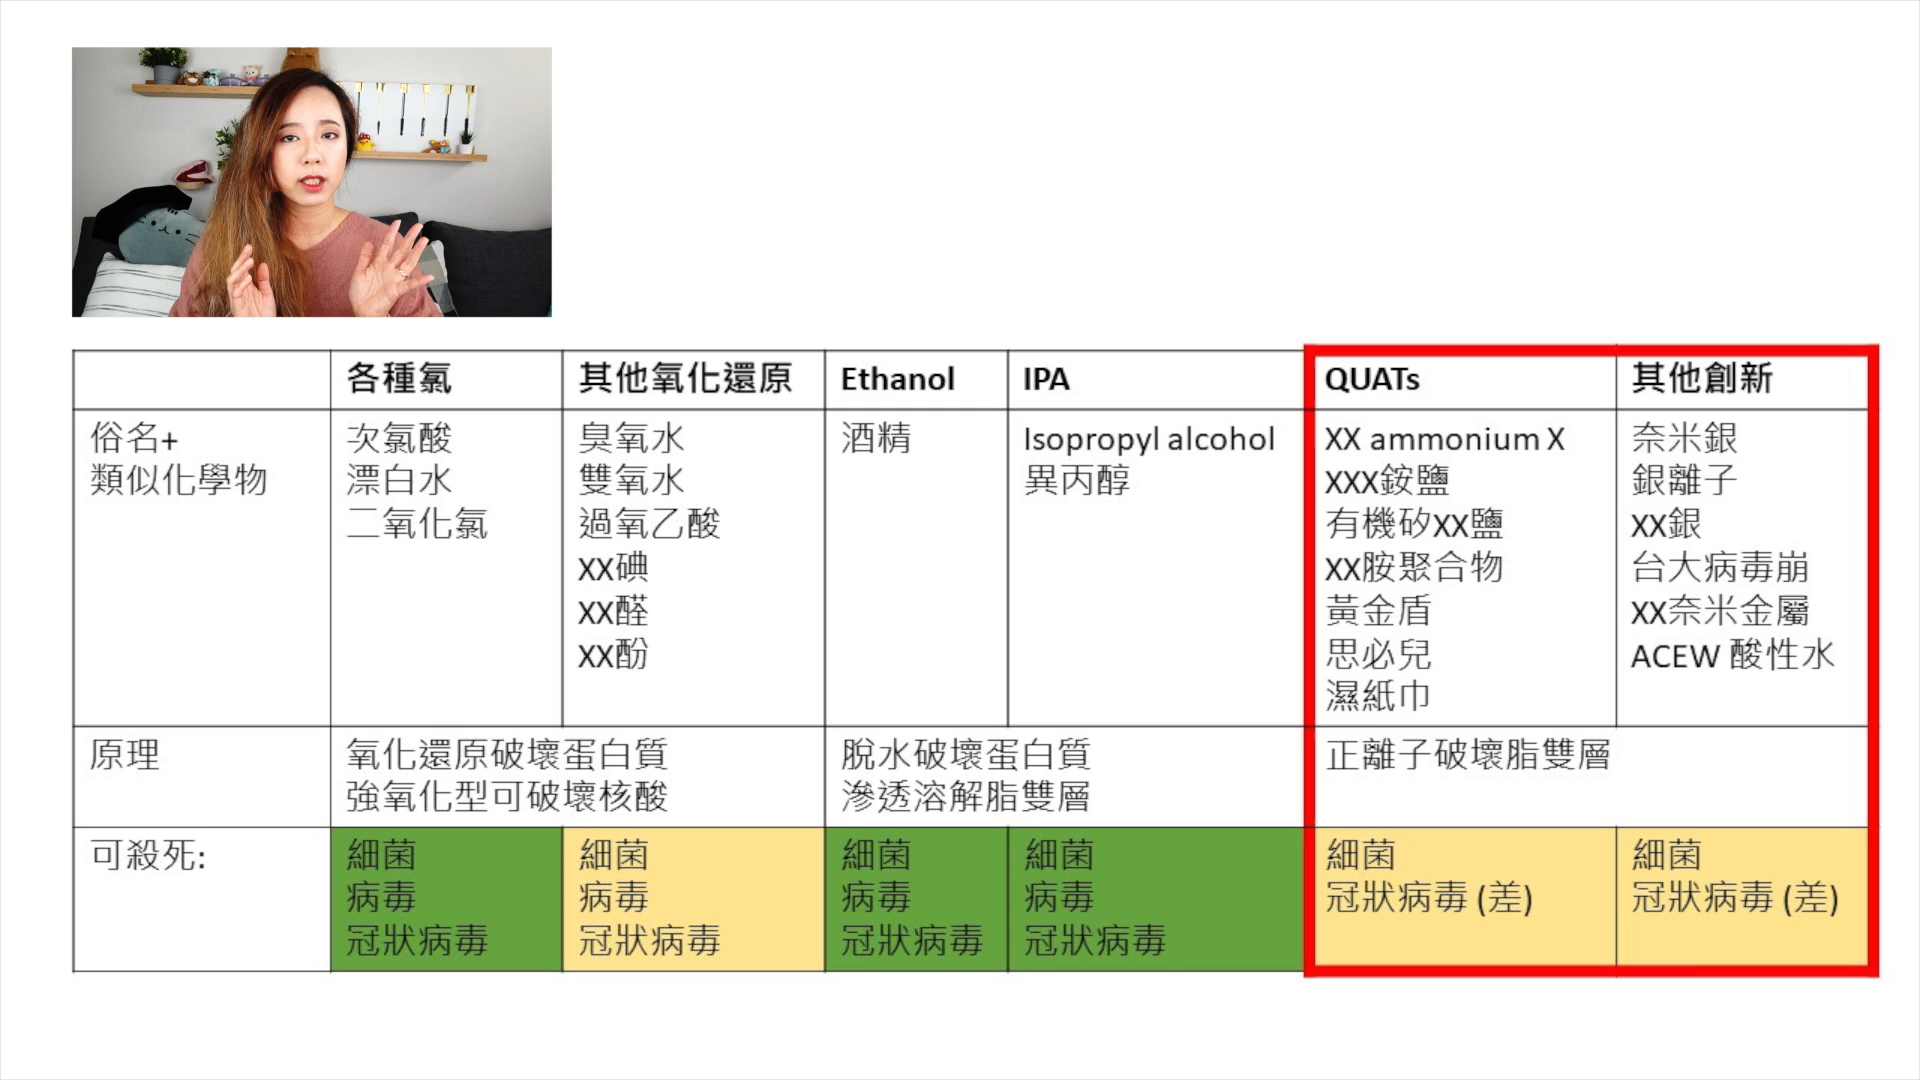 各種氯 其他氧化還原 Ethanol IPA QUATs 其他創新
俗名+
類似化學物
次氯酸
漂白水
二氧化氯
臭氧水
雙氧水
過氧乙酸
XX碘
XX醛
XX酚
酒精
Isopropyl alcohol
異丙醇
XX ammonium X
XXX銨鹽
有機矽XX鹽
XX胺聚合物
黃金盾
思必兒
濕紙巾
奈米銀
銀離子
XX銀
台大病毒崩
XX奈米金屬
ACEW 酸性水
原理
氧化還原破壞蛋白質
強氧化型可破壞核酸
脫水破壞蛋白質
滲透溶解脂雙層
正離子破壞脂雙層
可殺死:
細菌
病毒
冠狀病毒
細菌
病毒
冠狀病毒
細菌
病毒
冠狀病毒
細菌
病毒
冠狀病毒
細菌
冠狀病毒 (差)
細菌
冠狀病毒 (差)